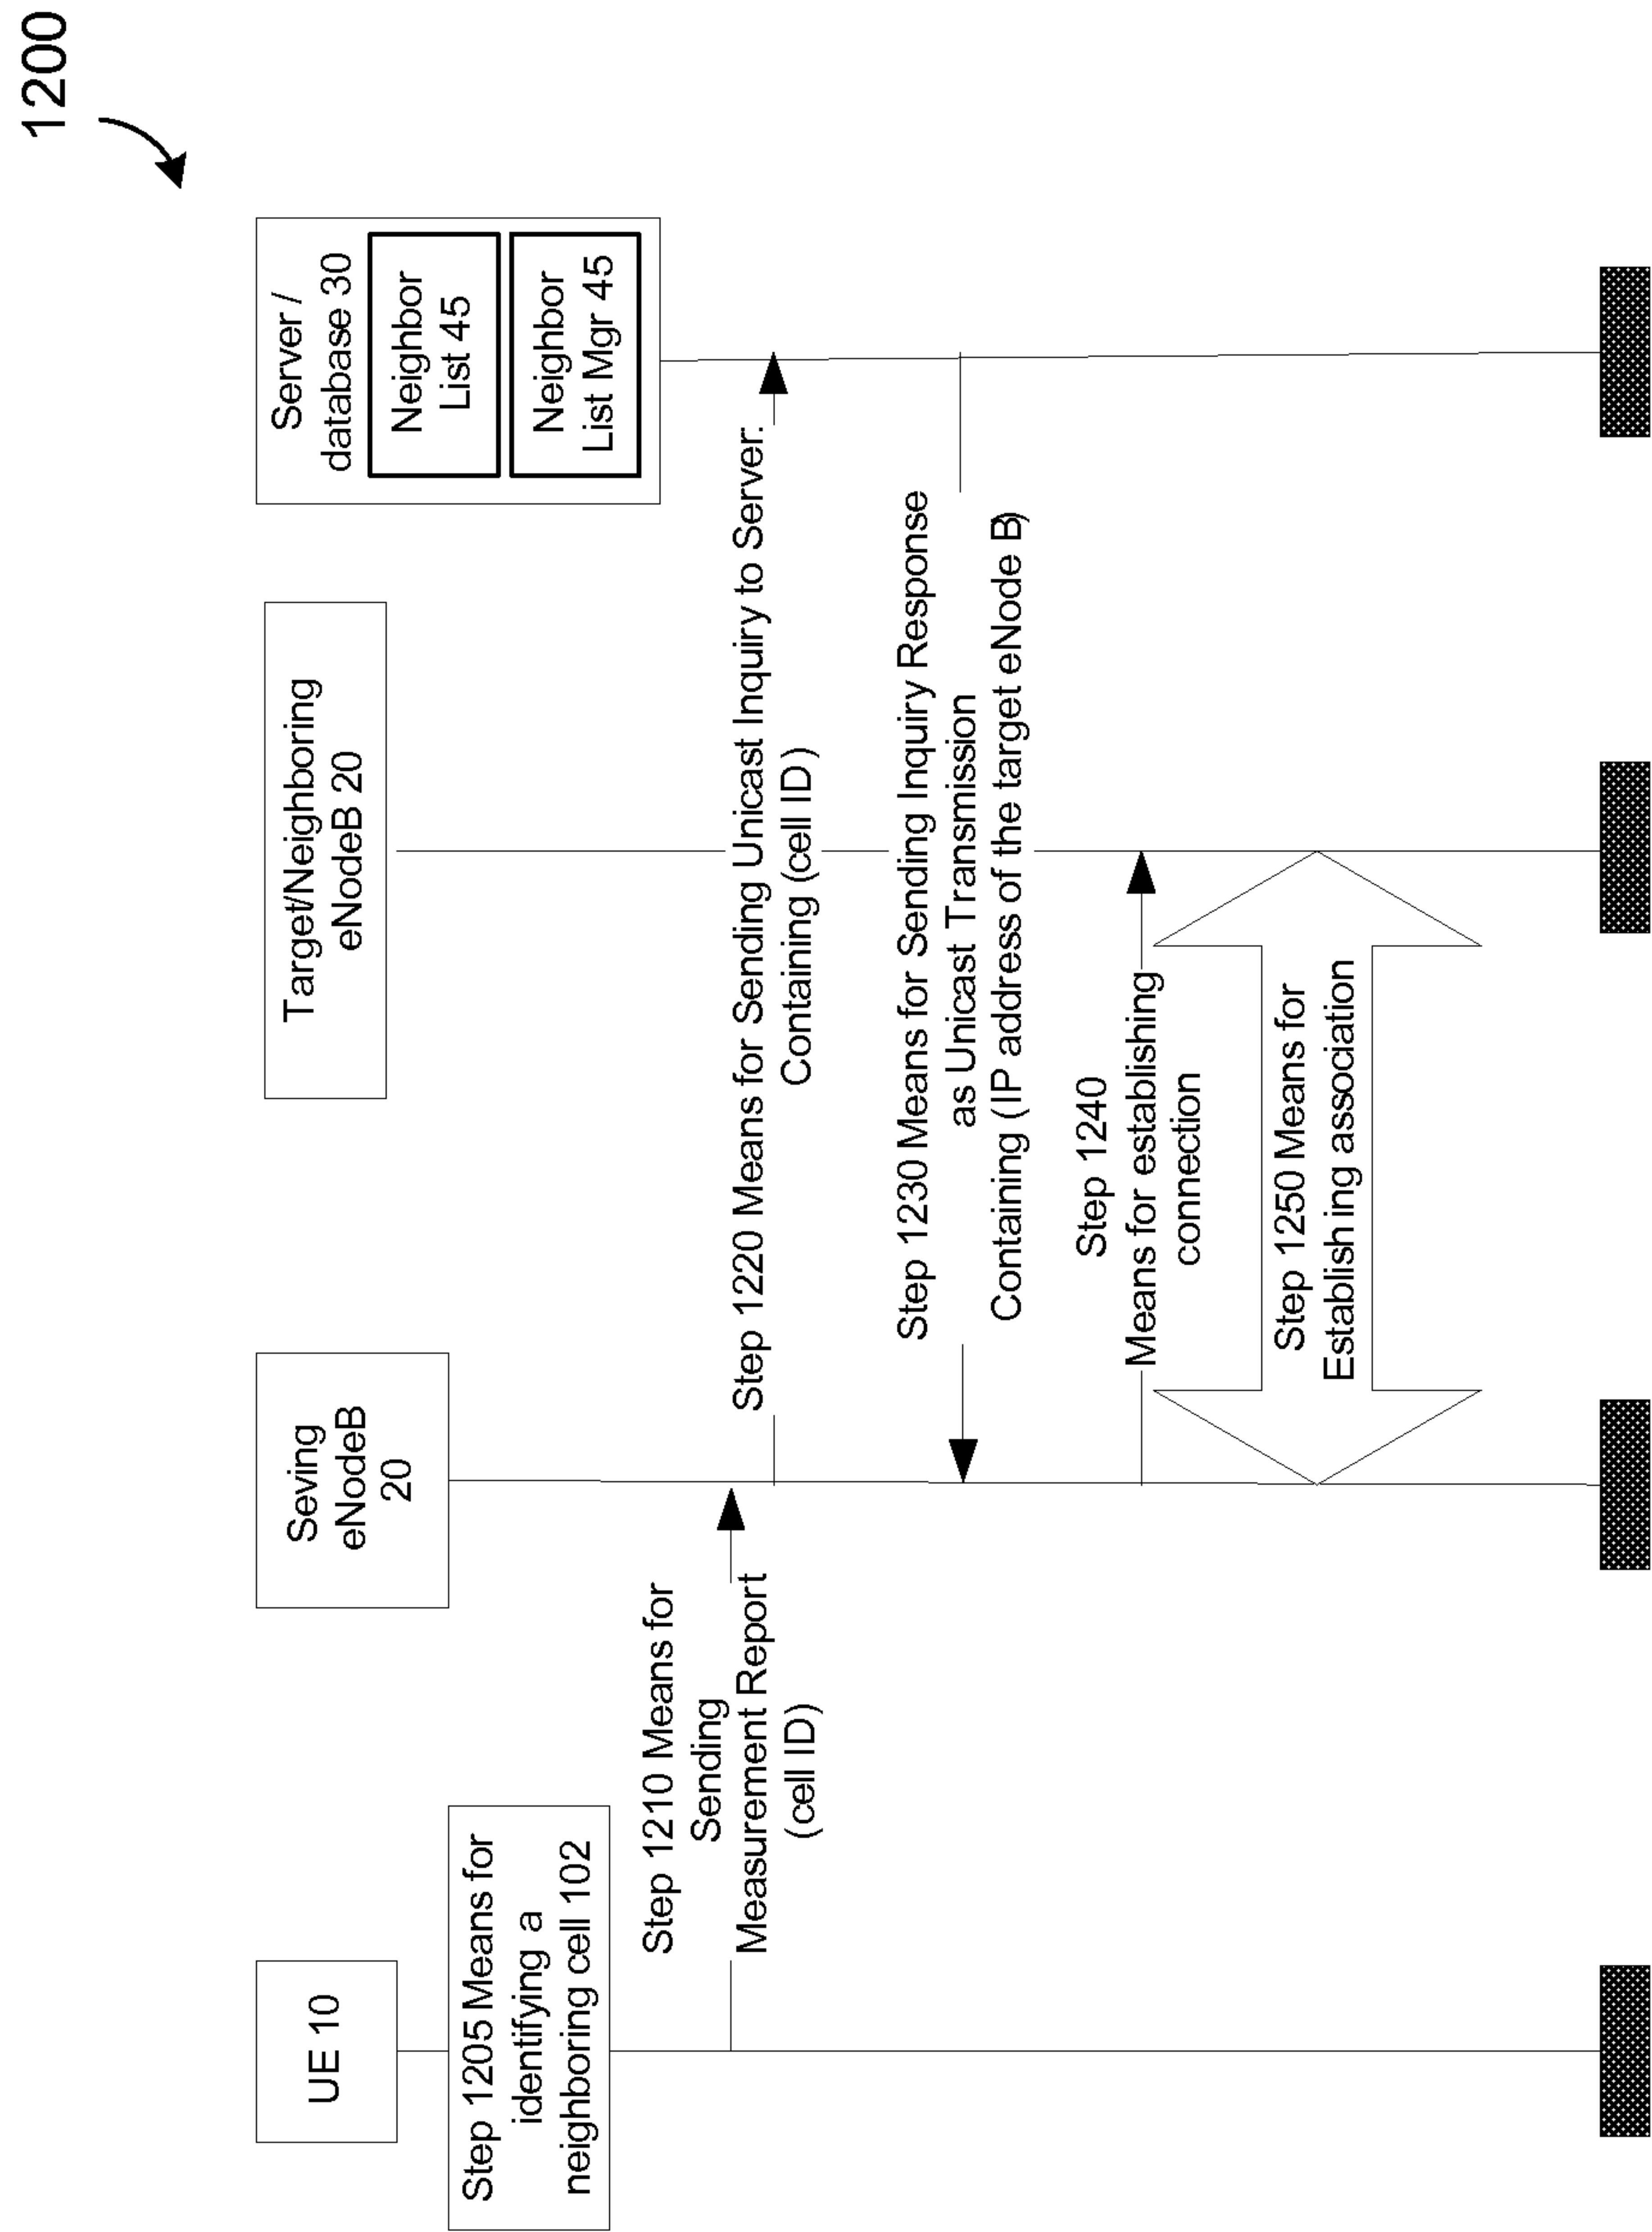 1200
UE 10
Seving
eNodeB
20
Target/Neighboring
eNodeB 20
Server /
database 30
Neighbor
List 45
Neighbor
List Mgr 45
Step 1205 Means for
identifying a
neighboring cell 102
Step 1210 Means for
Sending
Measurement Report
(cell ID)
Step 1220 Means for Sending Unicast Inquiry to Server:
Containing (cell ID)
Step 1230 Means for Sending Inquiry Response
as Unicast Transmission
Containing (IP address of the target eNode B)
Step 1240
Means for establishing
connection
Step 1250 Means for
Establishing association